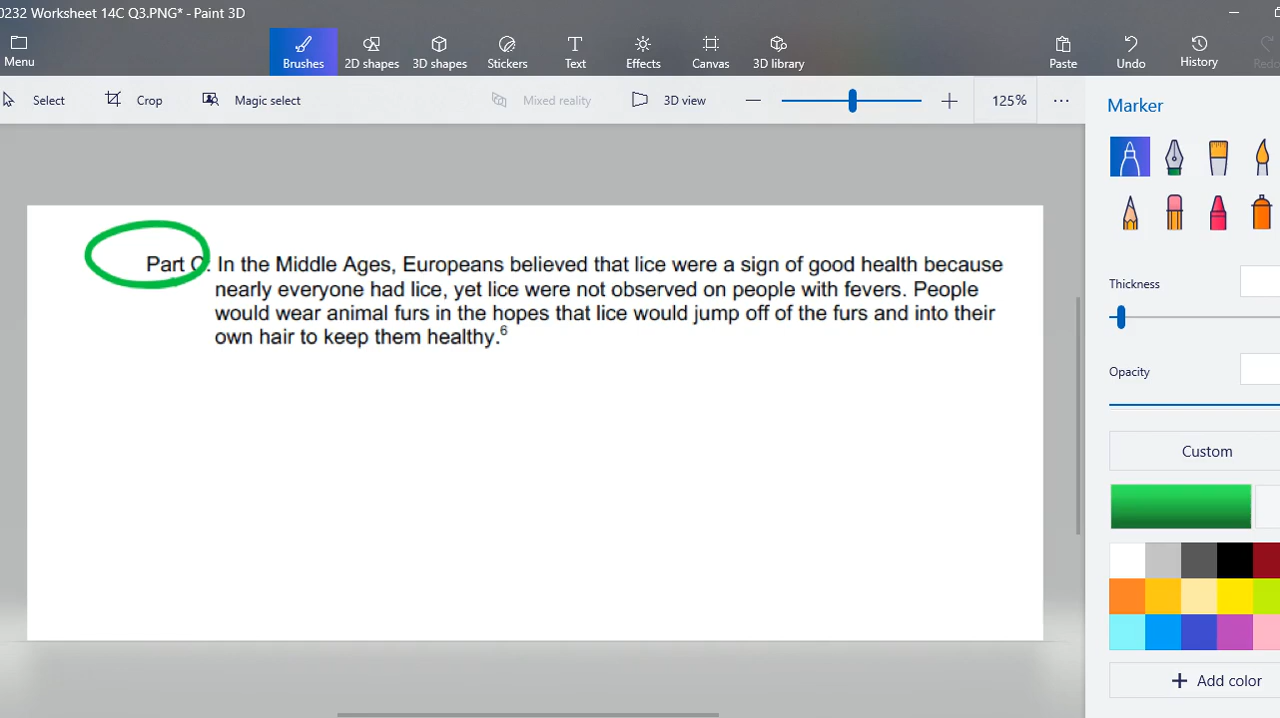 0232 Worksheet 14C Q3.PNG* - Paint 3D
Menu
Brushes
2D shapes
3D shapes
Stickers
Text
Effects
Canvas
3D library
Paste
Undo
History
Redo
Select
Crop
Magic select
Mixed reality
3D view
125%
Marker
Part C. In the Middle Ages, Europeans believed that lice were a sign of good health because
nearly everyone had lice, yet lice were not observed on people with fevers. People
would wear animal furs in the hopes that lice would jump off of the furs and into their
own hair to keep them healthy.⁶
Thickness
Opacity
Custom
Add color